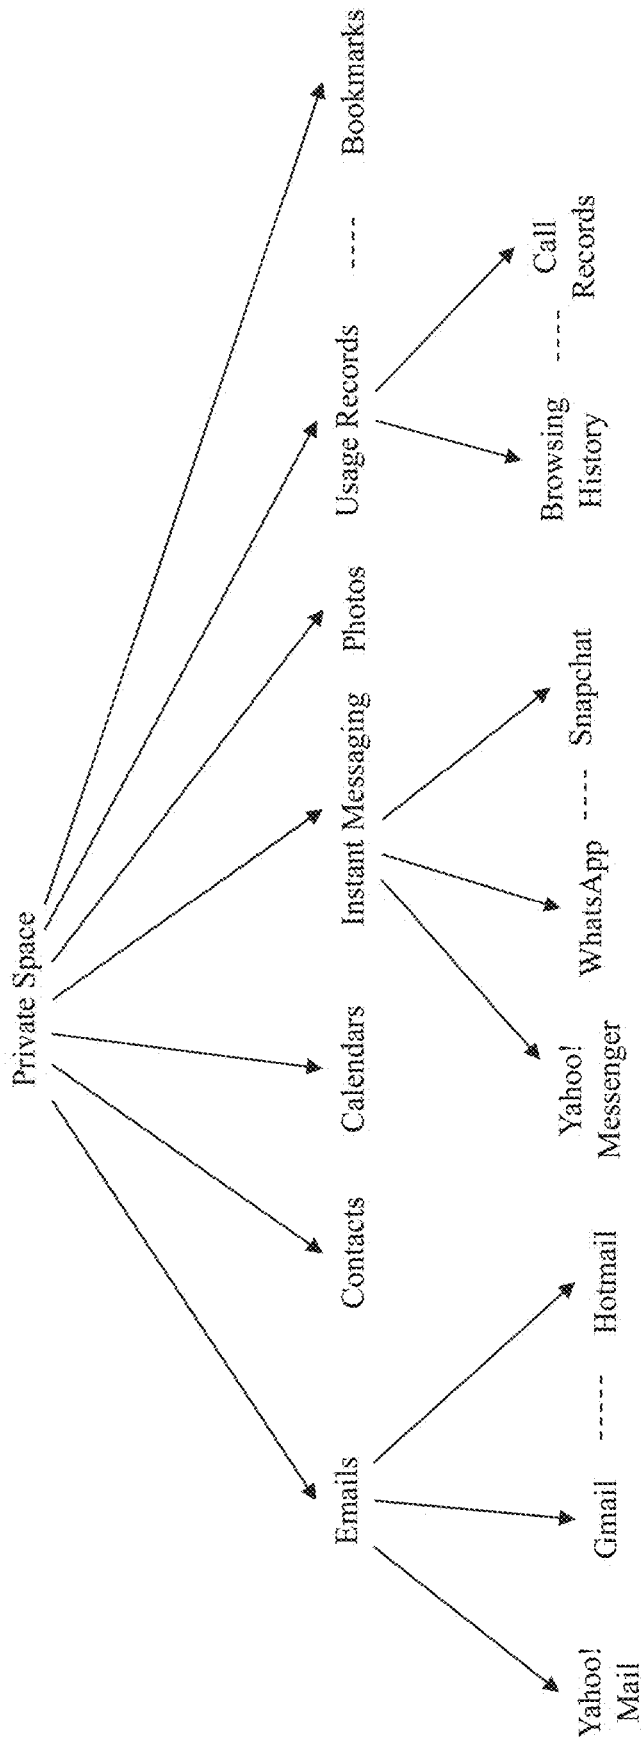 Private Space
Emails
Contacts
Calendars
Instant Messaging
Photos
Usage Records
----
Bookmarks
Yahoo!
Mail
Gmail
-----
Hotmail
Yahoo!
Messenger
WhatsApp
----
Snapchat
Browsing
History
----
Call
Records